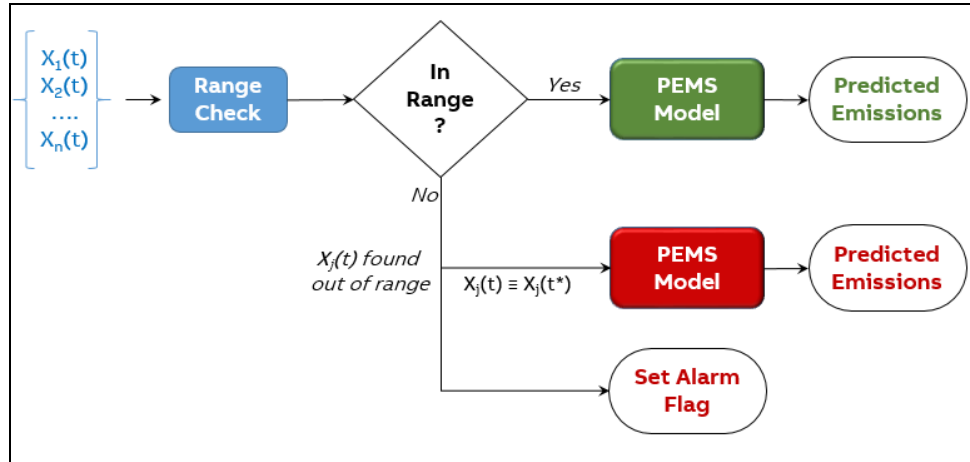 X₁(t)
X₂(t)
....
Xₙ(t)
Range
Check
In
Range
?
Yes
PEMS
Model
Predicted
Emissions
No
Xⱼ(t) found
out of range
Xⱼ(t) ≡ Xⱼ(t*)
PEMS
Model
Predicted
Emissions
Set Alarm
Flag